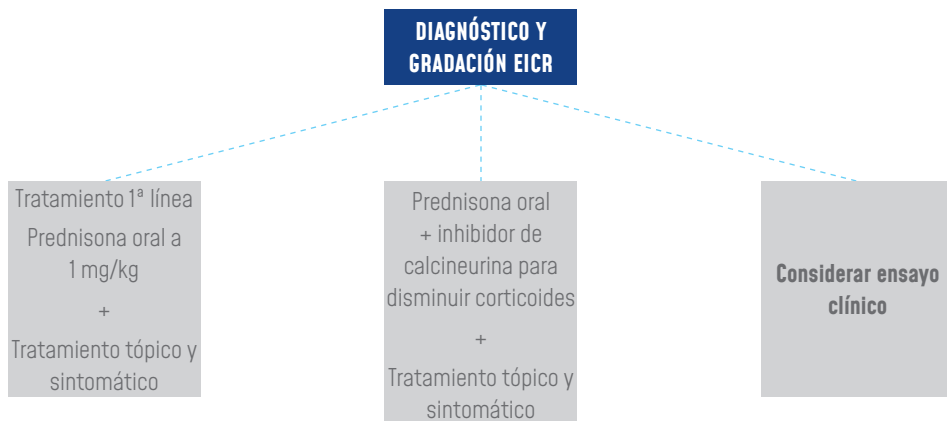 DIAGNÓSTICO Y
GRADACIÓN EICR
Tratamiento 1ª línea
Prednisona oral a
1 mg/kg
+
Tratamiento tópico y
sintomático
Prednisona oral
+ inhibidor de
calcineurina para
disminuir corticoides
+
Tratamiento tópico y
sintomático
Considerar ensayo
clínico